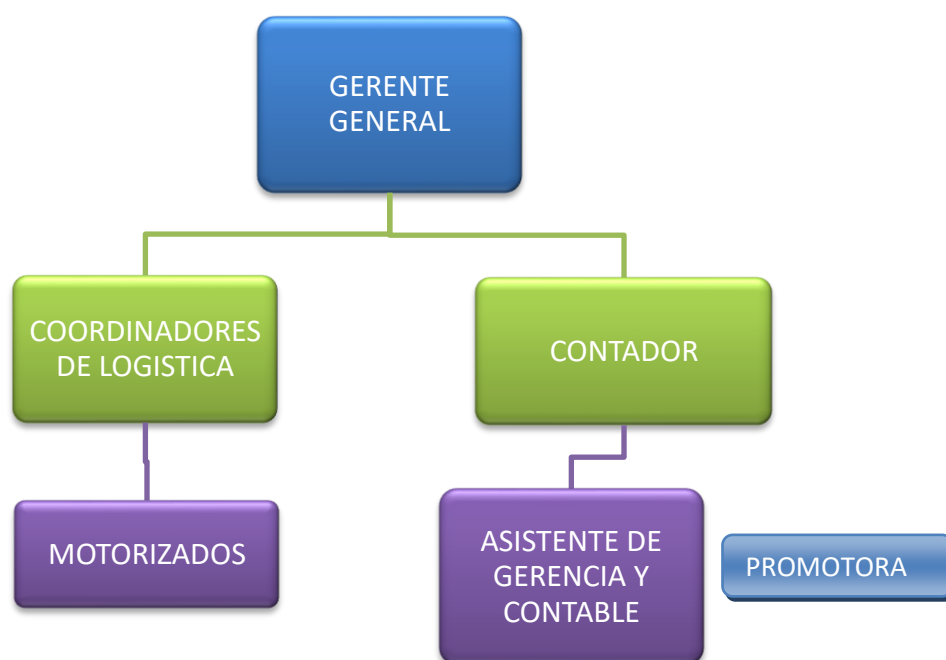 GERENTE
GENERAL
COORDINADORES
DE LOGISTICA
CONTADOR
MOTORIZADOS
ASISTENTE DE
GERENCIA Y
CONTABLE
PROMOTORA